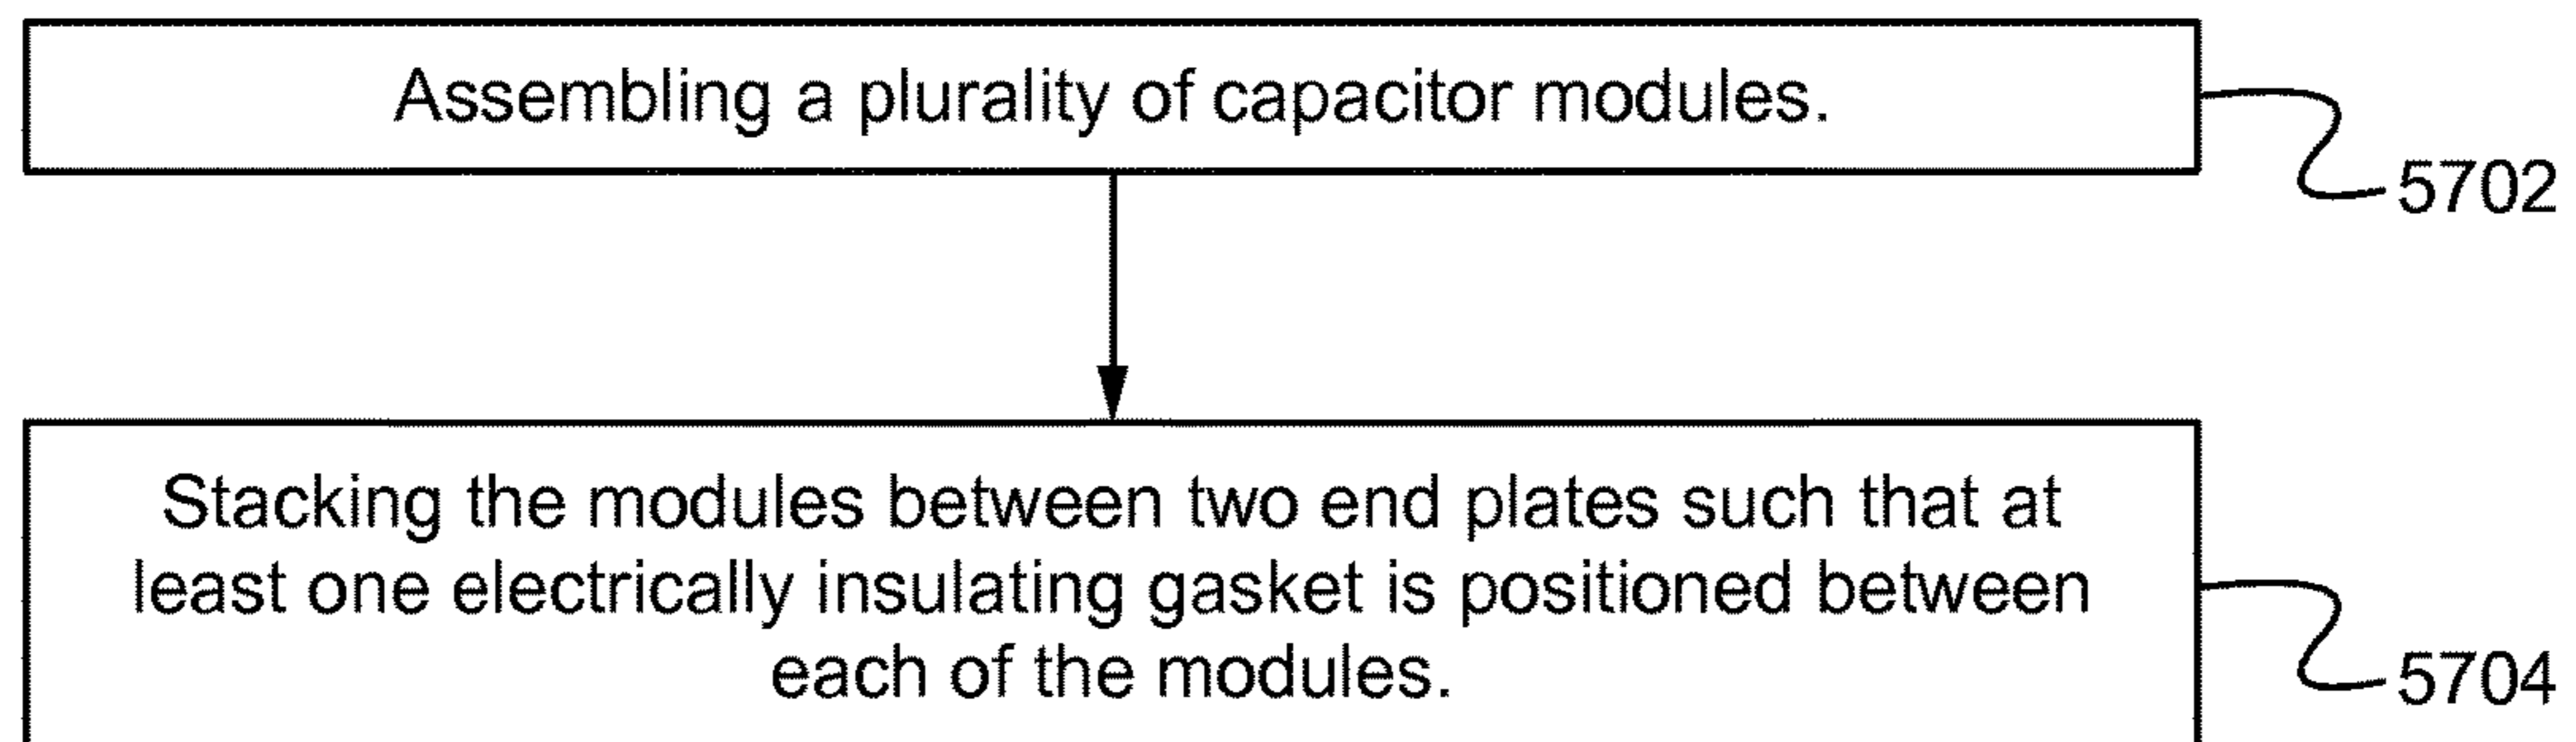 Assembling a plurality of capacitor modules.
5702
Stacking the modules between two end plates such that at
least one electrically insulating gasket is positioned between
each of the modules.
5704